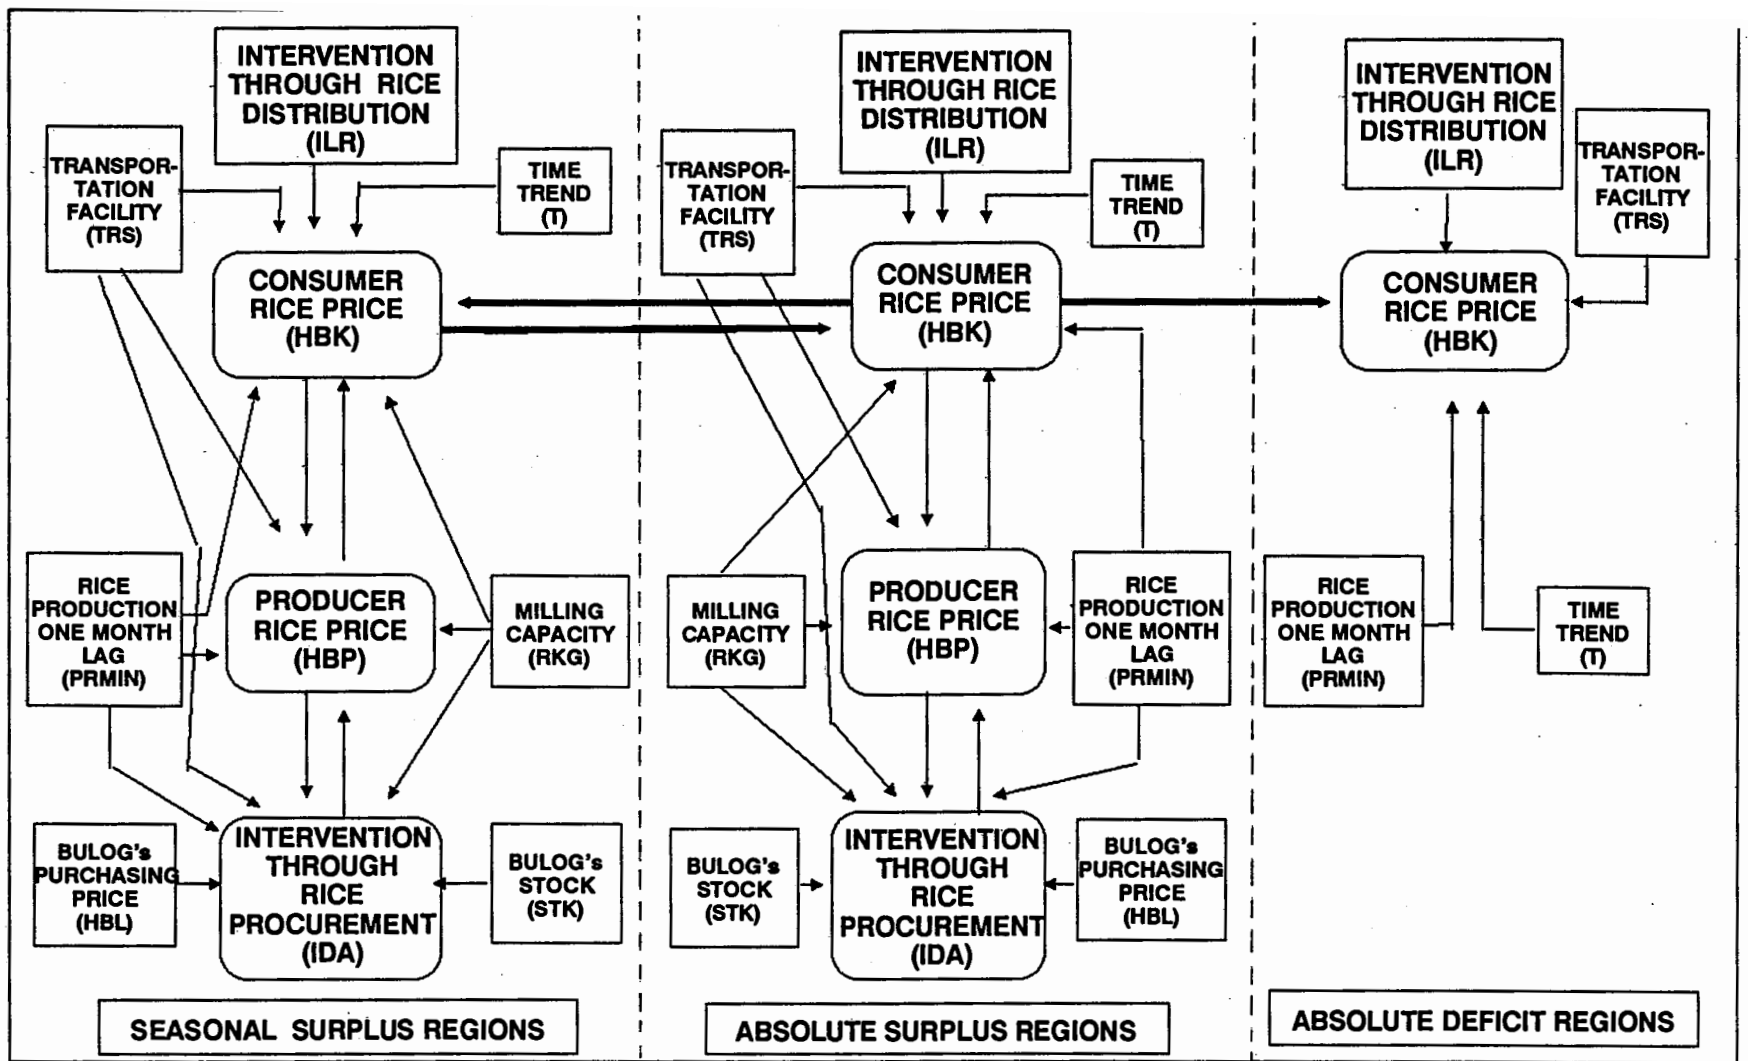 INTERVENTION
THROUGH RICE
DISTRIBUTION
(ILR)
TRANSPOR-
TATION
FACILITY
(TRS)
TIME
TREND
(T)
CONSUMER
RICE PRICE
(HBK)
RICE
PRODUCTION
ONE MONTH
LAG
(PRMIN)
PRODUCER
RICE PRICE
(HBP)
MILLING
CAPACITY
(RKG)
BULOG's
PURCHASING
PRICE
(HBL)
INTERVENTION
THROUGH
RICE
PROCUREMENT
(IDA)
BULOG's
STOCK
(STK)
SEASONAL SURPLUS REGIONS
INTERVENTION
THROUGH RICE
DISTRIBUTION
(ILR)
TRANSPOR-
TATION
FACILITY
(TRS)
TIME
TREND
(T)
CONSUMER
RICE PRICE
(HBK)
MILLING
CAPACITY
(RKG)
PRODUCER
RICE PRICE
(HBP)
RICE
PRODUCTION
ONE MONTH
LAG
(PRMIN)
BULOG's
STOCK
(STK)
INTERVENTION
THROUGH
RICE
PROCUREMENT
(IDA)
BULOG's
PURCHASING
PRICE
(HBL)
ABSOLUTE SURPLUS REGIONS
INTERVENTION
THROUGH RICE
DISTRIBUTION
(ILR)
TRANSPOR-
TATION
FACILITY
(TRS)
CONSUMER
RICE PRICE
(HBK)
RICE
PRODUCTION
ONE MONTH
LAG
(PRMIN)
TIME
TREND
(T)
ABSOLUTE DEFICIT REGIONS